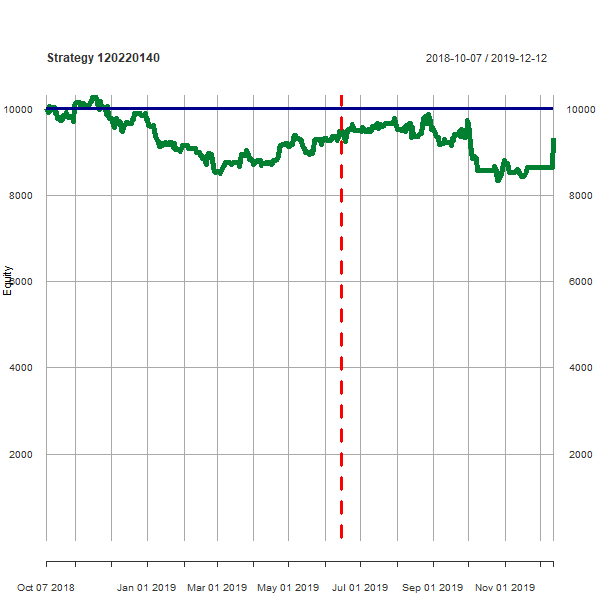 Strategy 120220140
2018-10-07 / 2019-12-12
10000
10000
8000
8000
Equity
6000
6000
4000
4000
2000
2000
Oct 07 2018
Jan 01 2019
Mar 01 2019
May 01 2019
Jul 01 2019
Sep 01 2019
Nov 01 2019